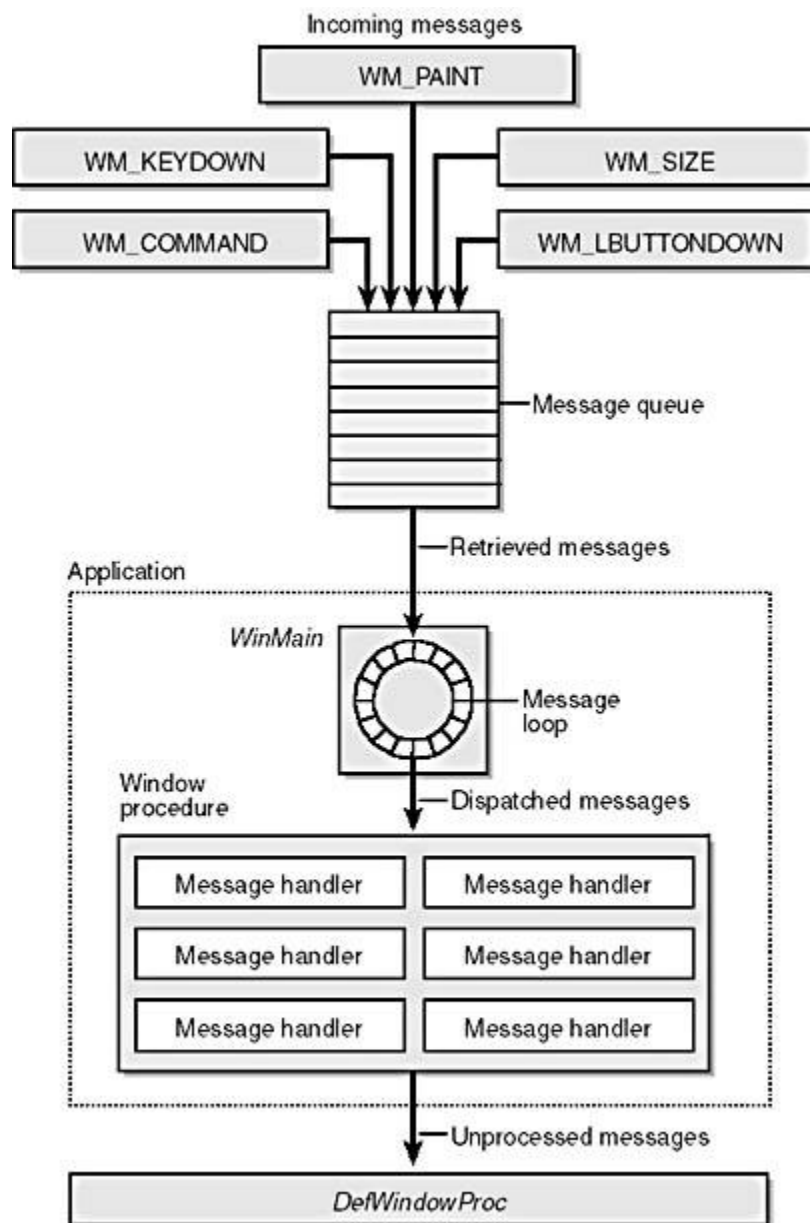 Incoming messages
WM_PAINT
WM_KEYDOWN
WM_SIZE
WM_COMMAND
WM_LBUTTONDOWN
Message queue
Retrieved messages
Application
WinMain
Message
loop
Window
procedure
Dispatched messages
Message handler
Message handler
Message handler
Message handler
Message handler
Message handler
Unprocessed messages
DefWindowProc